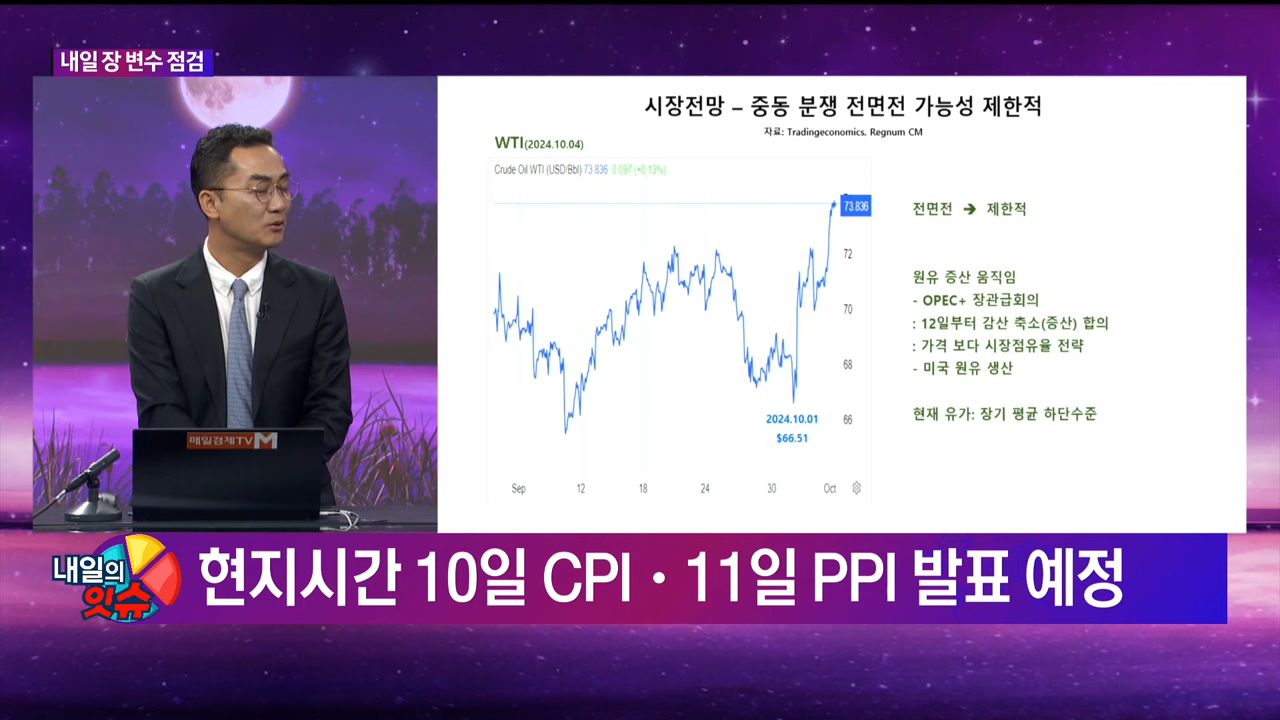 내일 장 변수 점검
시장전망 – 중동 분쟁 전면전 가능성 제한적
자료: Tradingeconomics, Regnum CM
WTI(2024.10.04)
Crude Oil WTI (USD/Bbl) 73.836 0.097 (+0.13%)
73.836
72
70
68
66
2024.10.01
$66.51
Sep 12 18 24 30 Oct
전면전 ➔ 제한적
원유 증산 움직임
- OPEC+ 장관급회의
: 12일부터 감산 축소(증산) 합의
: 가격 보다 시장점유율 전략
- 미국 원유 생산
현재 유가: 장기 평균 하단수준
매일경제TV M
내일의
잇슈
현지시간 10일 CPI · 11일 PPI 발표 예정